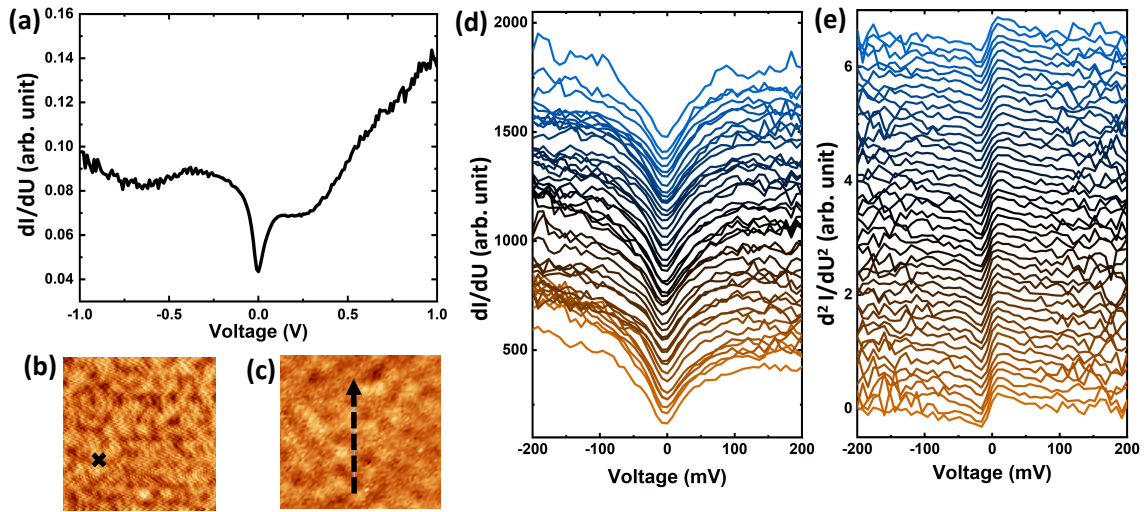 (a)
dI/dU (arb. unit)
0.16
0.14
0.12
0.10
0.08
0.06
0.04
-1.0 -0.5 0.0 0.5 1.0
Voltage (V)
(b)
(c)
(d)
dI/dU (arb. unit)
2000
1500
1000
500
-200 -100 0 100 200
Voltage (mV)
(e)
d² I/dU² (arb. unit)
6
4
2
0
-200 -100 0 100 200
Voltage (mV)